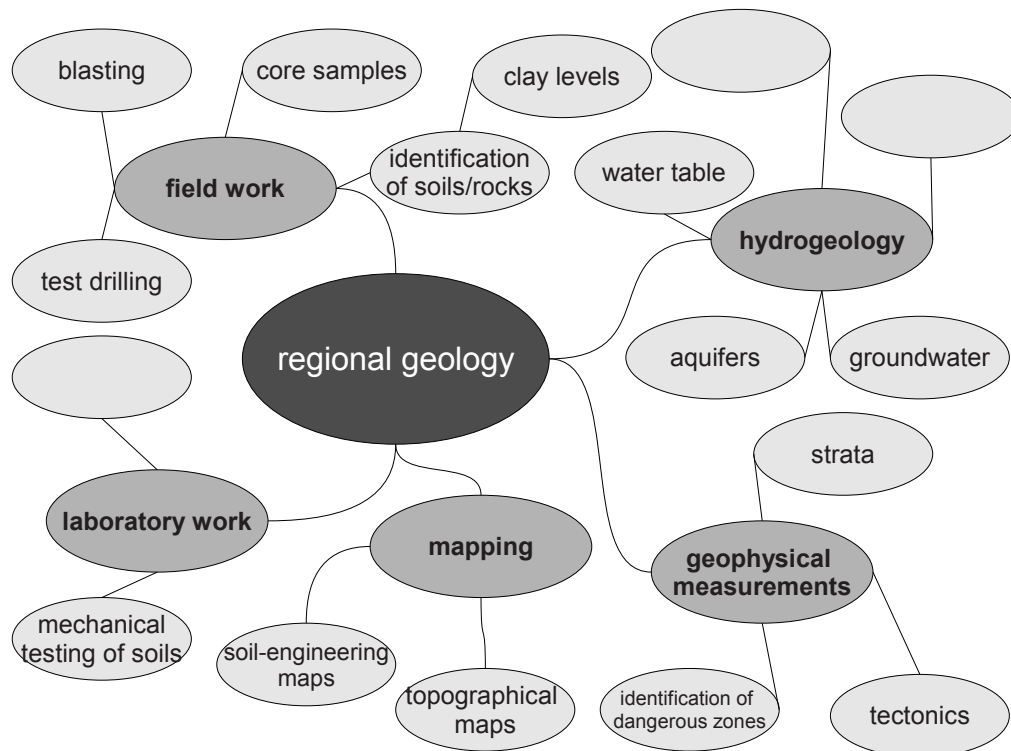 blasting
core samples
clay levels
identification
of soils/rocks
water table
field work
hydrogeology
test drilling
regional geology
aquifers
groundwater
strata
laboratory work
mapping
geophysical
measurements
mechanical
testing of soils
soil-engineering
maps
topographical
maps
identification of
dangerous zones
tectonics